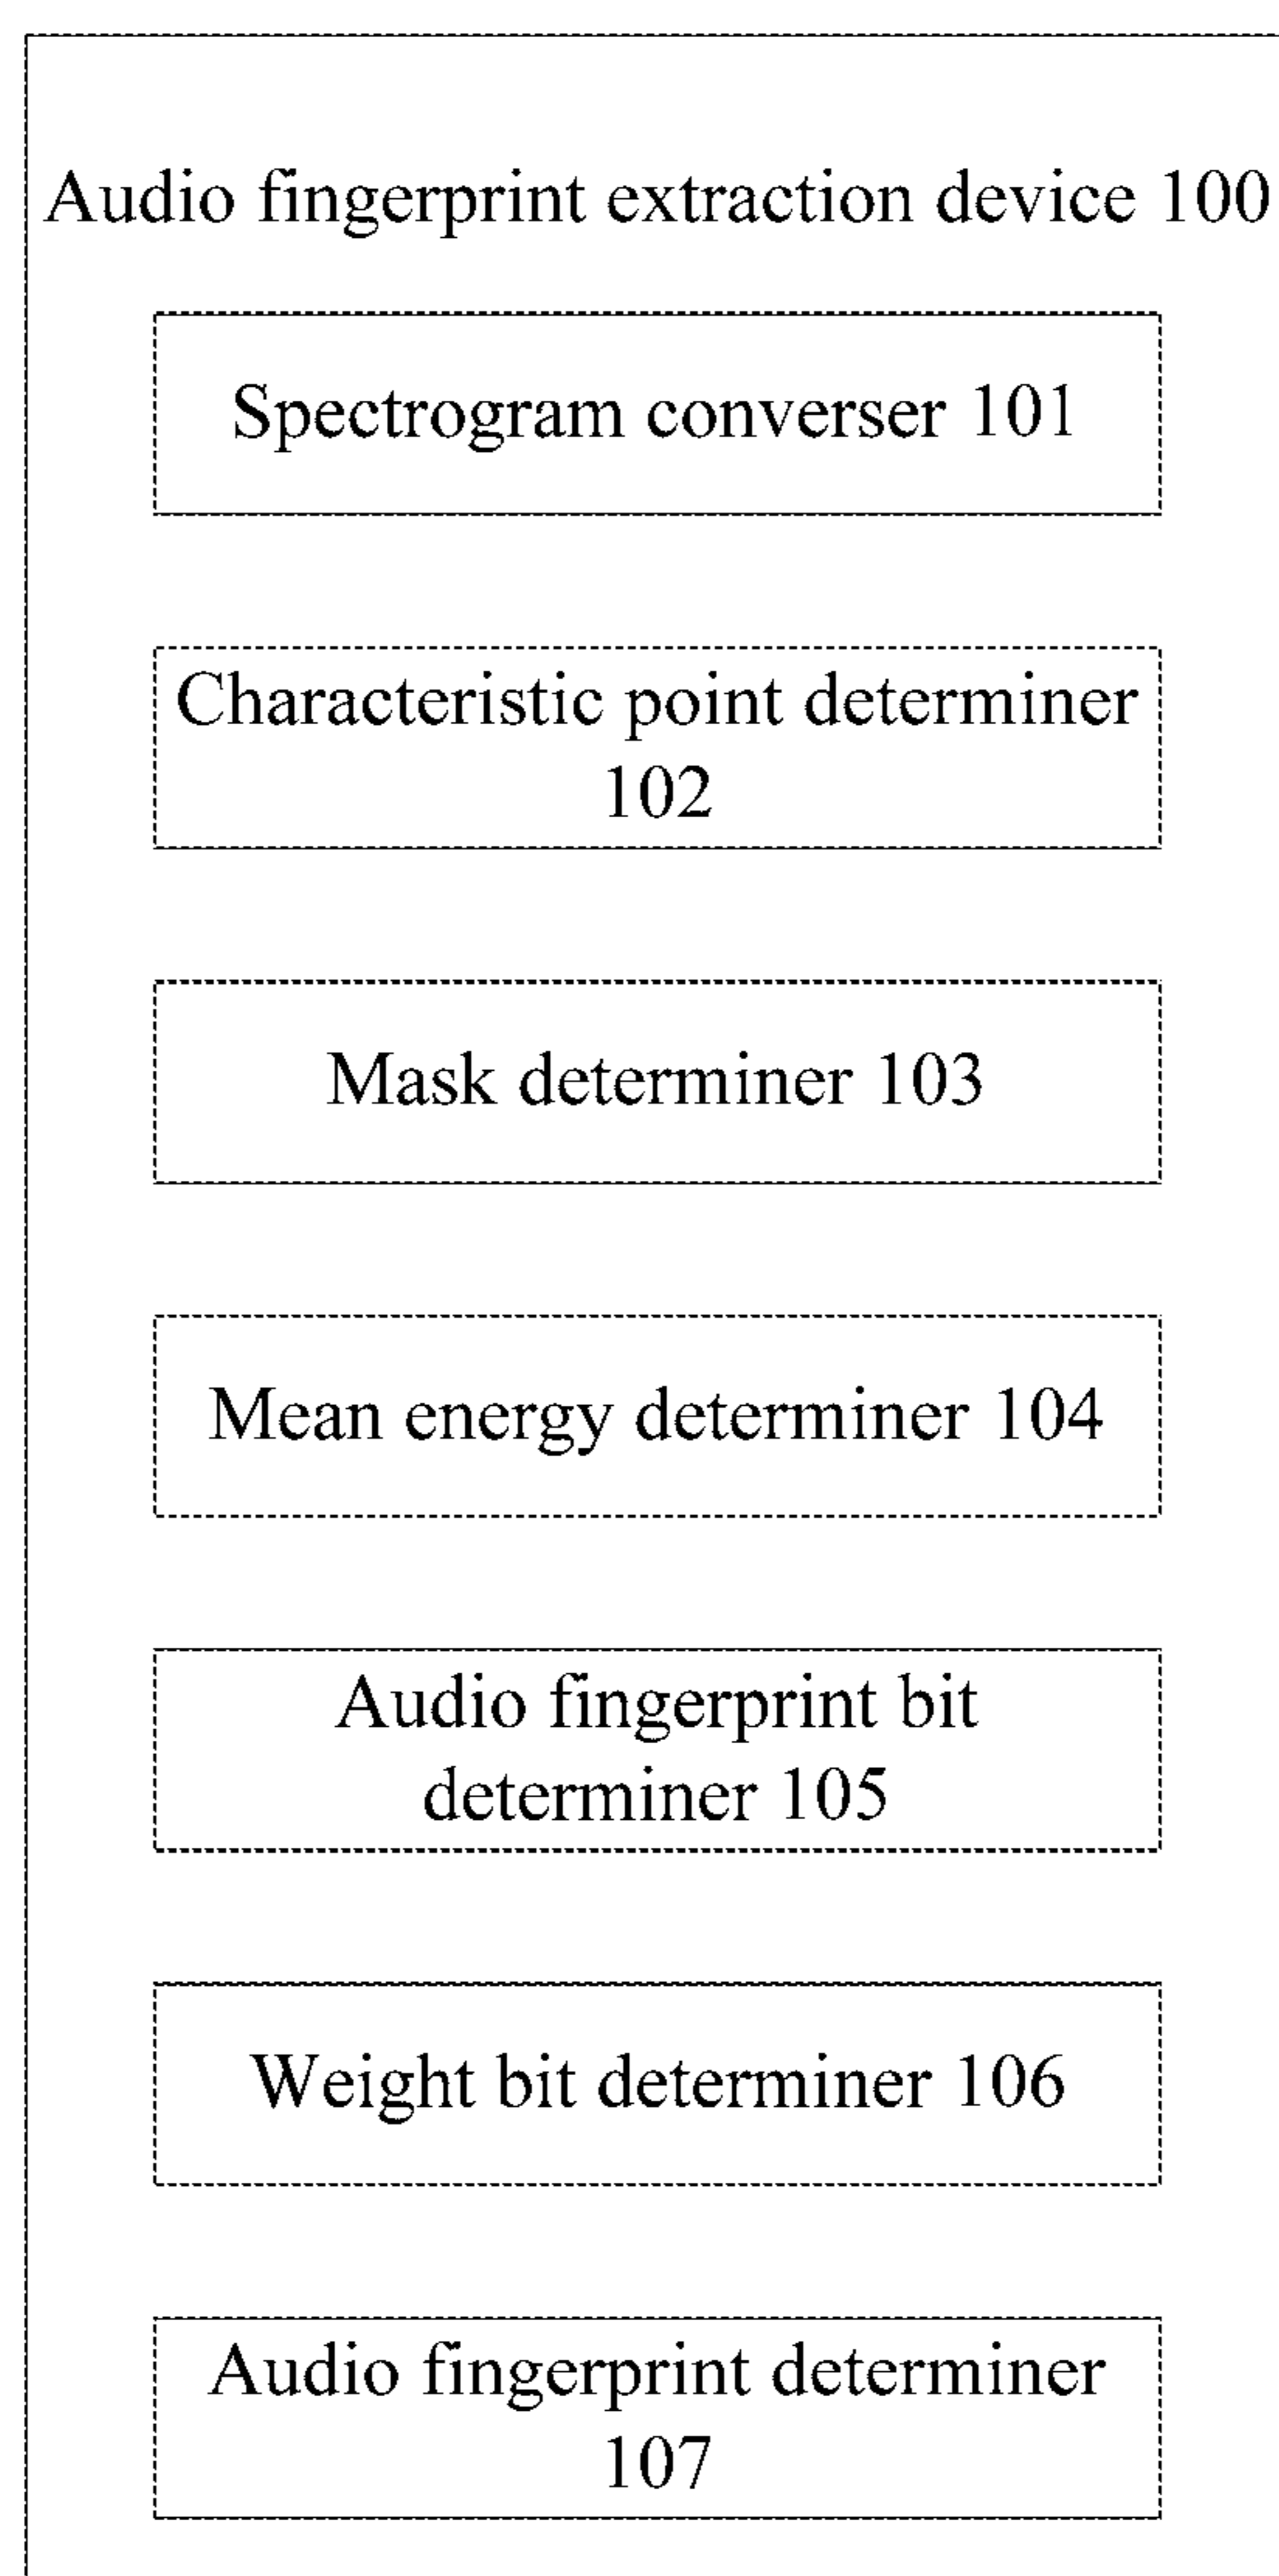 Audio fingerprint extraction device 100
Spectrogram converser 101
Characteristic point determiner
102
Mask determiner 103
Mean energy determiner 104
Audio fingerprint bit
determiner 105
Weight bit determiner 106
Audio fingerprint determiner
107